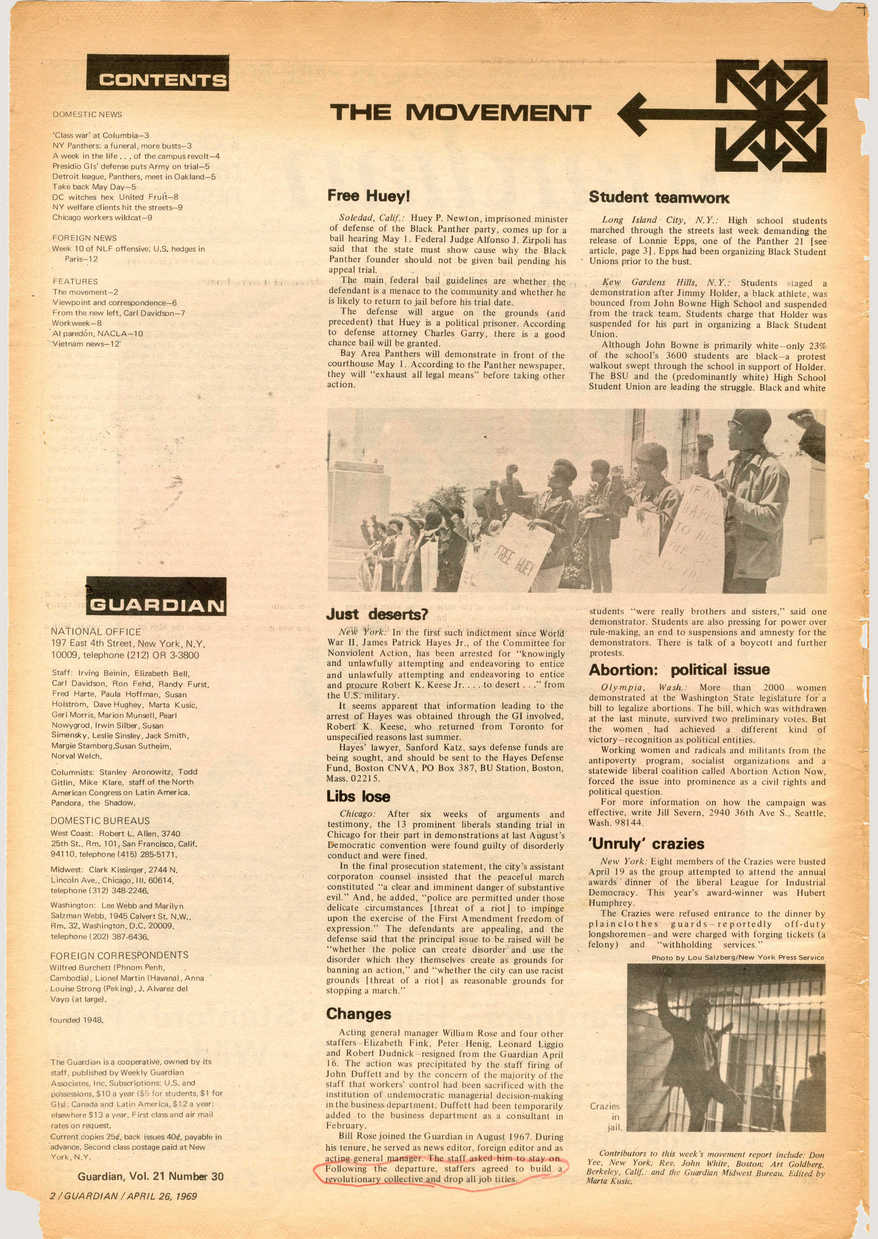 CONTENTS
DOMESTIC NEWS
'Class war' at Columbia—3
NY Panthers: a funeral, more busts—3
A week in the life . . . of the campus revolt—4
Presidio GIs' defense puts Army on trial—5
Detroit league, Panthers, meet in Oakland—5
Take back May Day—5
DC witches hex United Fruit—8
NY welfare clients hit the streets—9
Chicago workers wildcat—9
FOREIGN NEWS
Week 10 of NLF offensive; U.S. hedges in
Paris—12
FEATURES
The movement—2
Viewpoint and correspondence—6
From the new left, Carl Davidson—7
Workweek—8
Al paredón, NACLA—10
Vietnam news—12
GUARDIAN
NATIONAL OFFICE
197 East 4th Street, New York, N.Y.
10009, telephone (212) OR 3-3800
Staff: Irving Beinin, Elizabeth Bell,
Carl Davidson, Ron Fehd, Randy Furst,
Fred Harte, Paula Hoffman, Susan
Holstrom, Dave Hughey, Marta Kusic,
Geri Morris, Marion Munsell, Pearl
Nowygrod, Irwin Silber, Susan
Simensky, Leslie Sinsley, Jack Smith,
Margie Stamberg, Susan Sutheim,
Norval Welch.
Columnists: Stanley Aronowitz, Todd
Gitlin, Mike Klare, staff of the North
American Congress on Latin America,
Pandora, the Shadow.
DOMESTIC BUREAUS
West Coast: Robert L. Allen, 3740
25th St., Rm. 101, San Francisco, Calif.
94110, telephone (415) 285-5171.
Midwest: Clark Kissinger, 2744 N.
Lincoln Ave., Chicago, Ill. 60614,
telephone (312) 348-2246.
Washington: Lee Webb and Marilyn
Salzman Webb, 1945 Calvert St. N.W.,
Rm. 32, Washington, D.C. 20009,
telephone (202) 387-6436.
FOREIGN CORRESPONDENTS
Wilfred Burchett (Phnom Penh,
Cambodia), Lionel Martin (Havana), Anna
Louise Strong (Peking), J. Alvarez del
Vayo (at large).
founded 1948.
The Guardian is a cooperative, owned by its
staff, published by Weekly Guardian
Associates, Inc. Subscriptions: U.S. and
possessions, $10 a year ($5 for students, $1 for
GIs); Canada and Latin America, $12 a year;
elsewhere $13 a year. First class and air mail
rates on request.
Current copies 25¢, back issues 40¢, payable in
advance. Second class postage paid at New
York, N.Y.
Guardian, Vol. 21 Number 30
2 / GUARDIAN / APRIL 26, 1969
THE MOVEMENT
Free Huey!
Soledad, Calif.: Huey P. Newton, imprisoned minister
of defense of the Black Panther party, comes up for a
bail hearing May 1. Federal Judge Alfonso J. Zirpoli has
said that the state must show cause why the Black
Panther founder should not be given bail pending his
appeal trial.
The main federal bail guidelines are whether the
defendant is a menace to the community and whether he
is likely to return to jail before his trial date.
The defense will argue on the grounds (and
precedent) that Huey is a political prisoner. According
to defense attorney Charles Garry, there is a good
chance bail will be granted.
Bay Area Panthers will demonstrate in front of the
courthouse May 1. According to the Panther newspaper,
they will "exhaust all legal means" before taking other
action.
Student teamwork
Long Island City, N.Y.: High school students
marched through the streets last week demanding the
release of Lonnie Epps, one of the Panther 21 [see
article, page 3]. Epps had been organizing Black Student
Unions prior to the bust.
Kew Gardens Hills, N.Y.: Students staged a
demonstration after Jimmy Holder, a black athlete, was
bounced from John Bowne High School and suspended
from the track team. Students charge that Holder was
suspended for his part in organizing a Black Student
Union.
Although John Bowne is primarily white—only 23%
of the school's 3600 students are black—a protest
walkout swept through the school in support of Holder.
The BSU and the (predominantly white) High School
Student Union are leading the struggle. Black and white
FREE HUEY
Just deserts?
New York: In the first such indictment since World
War II, James Patrick Hayes Jr., of the Committee for
Nonviolent Action, has been arrested for "knowingly
and unlawfully attempting and endeavoring to entice
and unlawfully attempting and endeavoring to entice
and procure Robert K. Keese Jr. . . . to desert . . ." from
the U.S. military.
It seems apparent that information leading to the
arrest of Hayes was obtained through the GI involved,
Robert K. Keese, who returned from Toronto for
unspecified reasons last summer.
Hayes' lawyer, Sanford Katz, says defense funds are
being sought, and should be sent to the Hayes Defense
Fund, Boston CNVA, PO Box 387, BU Station, Boston,
Mass. 02215.
Libs lose
Chicago: After six weeks of arguments and
testimony, the 13 prominent liberals standing trial in
Chicago for their part in demonstrations at last August's
Democratic convention were found guilty of disorderly
conduct and were fined.
In the final prosecution statement, the city's assistant
corporaton counsel insisted that the peaceful march
constituted "a clear and imminent danger of substantive
evil." And, he added, "police are permitted under those
delicate circumstances [threat of a riot] to impinge
upon the exercise of the First Amendment freedom of
expression." The defendants are appealing, and the
defense said that the principal issue to be raised will be
"whether the police can create disorder and use the
disorder which they themselves create as grounds for
banning an action," and "whether the city can use racist
grounds [threat of a riot] as reasonable grounds for
stopping a march."
Changes
Acting general manager William Rose and four other
staffers—Elizabeth Fink, Peter Henig, Leonard Liggio
and Robert Dudnick—resigned from the Guardian April
16. The action was precipitated by the staff firing of
John Duffett and by the concern of the majority of the
staff that workers' control had been sacrificed with the
institution of undemocratic managerial decision-making
in the business department. Duffett had been temporarily
added to the business department as a consultant in
February.
Bill Rose joined the Guardian in August 1967. During
his tenure, he served as news editor, foreign editor and as
acting general manager. The staff asked him to stay on.
Following the departure, staffers agreed to build a
revolutionary collective and drop all job titles.
students "were really brothers and sisters," said one
demonstrator. Students are also pressing for power over
rule-making, an end to suspensions and amnesty for the
demonstrators. There is talk of a boycott and further
protests.
Abortion: political issue
Olympia, Wash.: More than 2000 women
demonstrated at the Washington State legislature for a
bill to legalize abortions. The bill, which was withdrawn
at the last minute, survived two preliminary votes. But
the women had achieved a different kind of
victory—recognition as political entities.
Working women and radicals and militants from the
antipoverty program, socialist organizations and a
statewide liberal coalition called Abortion Action Now,
forced the issue into prominence as a civil rights and
political question.
For more information on how the campaign was
effective, write Jill Severn, 2940 36th Ave S., Seattle,
Wash. 98144.
'Unruly' crazies
New York: Eight members of the Crazies were busted
April 19 as the group attempted to attend the annual
awards dinner of the liberal League for Industrial
Democracy. This year's award-winner was Hubert
Humphrey.
The Crazies were refused entrance to the dinner by
plainclothes guards—reportedly off-duty
longshoremen—and were charged with forging tickets (a
felony) and "withholding services."
Photo by Lou Salzberg/New York Press Service
Crazies
in
jail.
Contributors to this week's movement report include: Don
Yee, New York; Rev. John White, Boston; Art Goldberg,
Berkeley, Calif.; and the Guardian Midwest Bureau. Edited by
Marta Kusic.